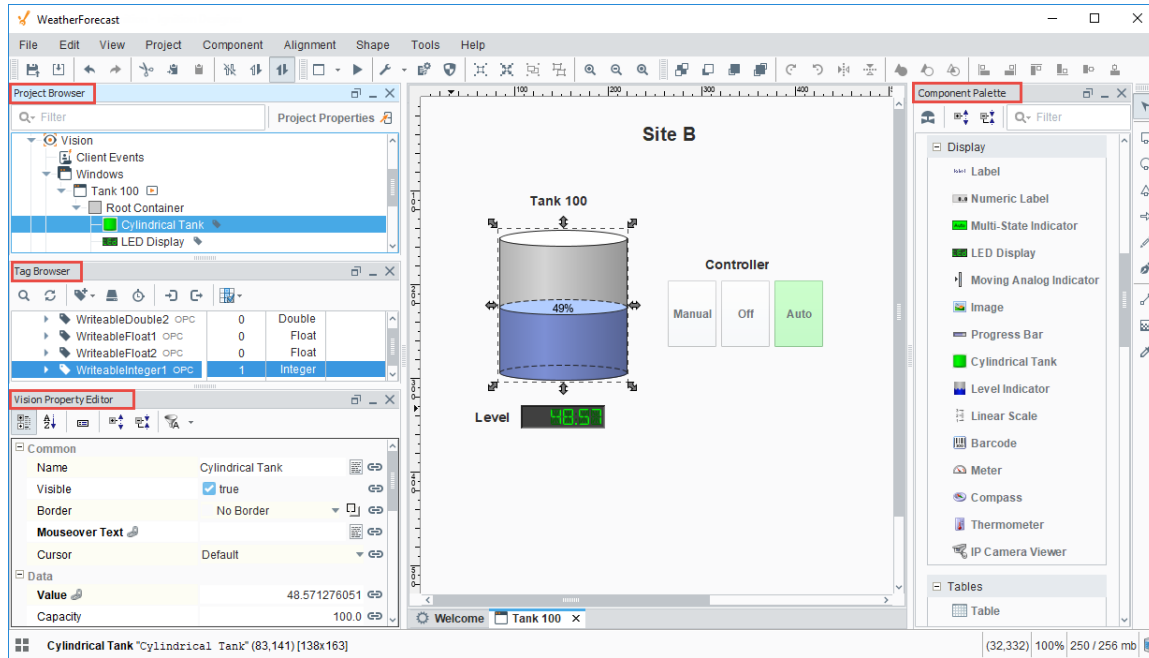 WeatherForecast
File Edit View Project Component Alignment Shape Tools Help
Project Browser
Filter
Project Properties
Vision
Client Events
Windows
Tank 100
Root Container
Cylindrical Tank
LED Display
Tag Browser
WriteableDouble2 OPC 0 Double
WriteableFloat1 OPC 0 Float
WriteableFloat2 OPC 0 Float
WriteableInteger1 OPC 1 Integer
Vision Property Editor
Common
Name Cylindrical Tank
Visible true
Border No Border
Mouseover Text
Cursor Default
Data
Value 48.571276051
Capacity 100.0
100 200 300 400
Site B
Tank 100
49%
Controller
Manual Off Auto
Level 48.57
Welcome Tank 100
Component Palette
Filter
Display
Label
Numeric Label
Multi-State Indicator
LED Display
Moving Analog Indicator
Image
Progress Bar
Cylindrical Tank
Level Indicator
Linear Scale
Barcode
Meter
Compass
Thermometer
IP Camera Viewer
Tables
Table
Cylindrical Tank "Cylindrical Tank" (83,141) [138x163]
(32,332) 100% 250 / 256 mb